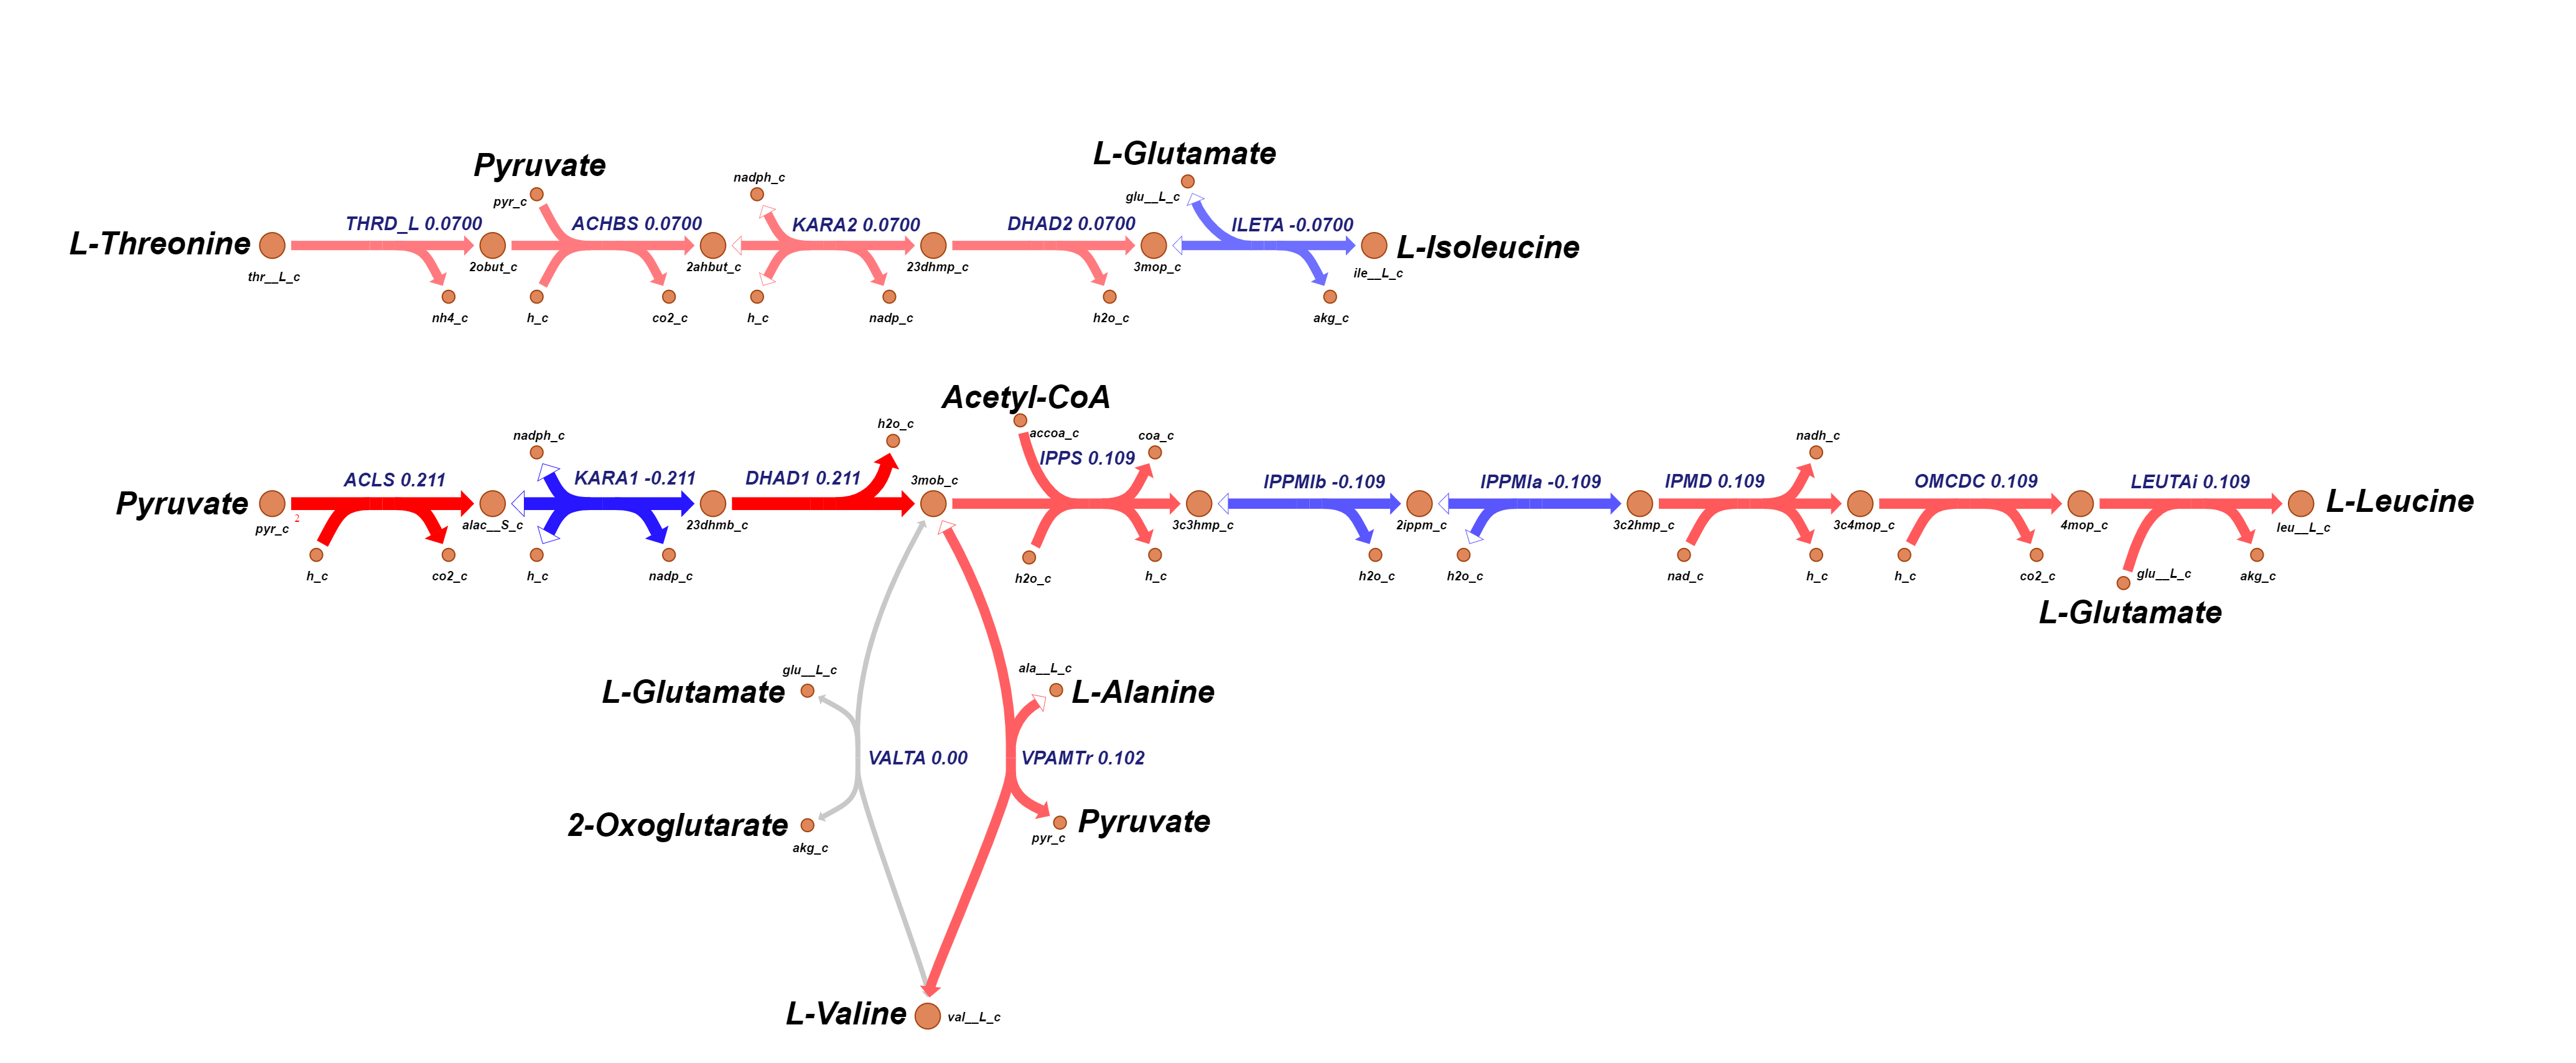 L-Glutamate
Pyruvate
nadph_c
glu__L_c
pyr_c
THRD_L 0.0700
ACHBS 0.0700
KARA2 0.0700
DHAD2 0.0700
ILETA -0.0700
L-Threonine
L-Isoleucine
thr__L_c
2obut_c
2ahbut_c
23dhmp_c
3mop_c
ile__L_c
nh4_c
h_c
co2_c
h_c
nadp_c
h2o_c
akg_c
Acetyl-CoA
h2o_c
accoa_c
nadph_c
coa_c
nadh_c
IPPS 0.109
ACLS 0.211
KARA1 -0.211
DHAD1 0.211
3mob_c
IPPMIb -0.109
IPPMIa -0.109
IPMD 0.109
OMCDC 0.109
LEUTAi 0.109
Pyruvate
L-Leucine
pyr_c
2
alac__S_c
23dhmb_c
3c3hmp_c
2ippm_c
3c2hmp_c
3c4mop_c
4mop_c
leu__L_c
h_c
co2_c
h_c
nadp_c
h2o_c
h_c
h2o_c
h2o_c
nad_c
h_c
h_c
co2_c
glu__L_c
akg_c
L-Glutamate
glu__L_c
ala__L_c
L-Glutamate
L-Alanine
VALTA 0.00
VPAMTr 0.102
2-Oxoglutarate
Pyruvate
akg_c
pyr_c
L-Valine
val__L_c